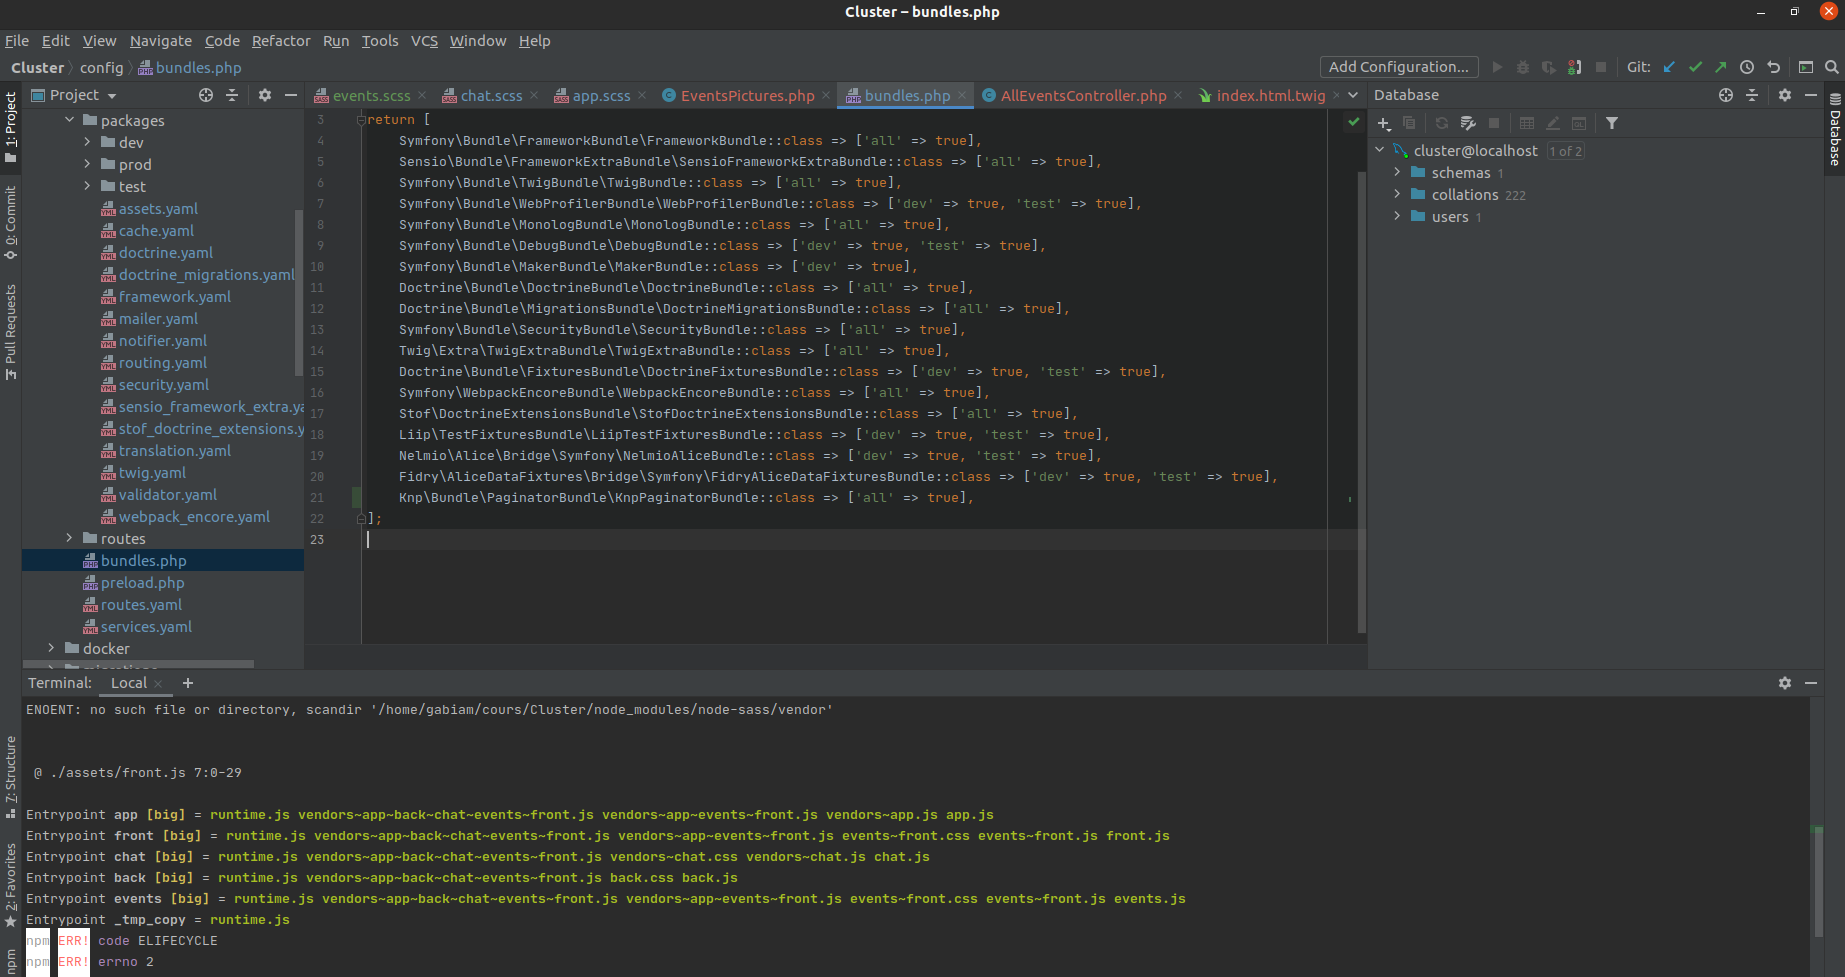 Cluster – bundles.php
File Edit View Navigate Code Refactor Run Tools VCS Window Help
Cluster config bundles.php
Add Configuration...
Git:
1: Project
0: Commit
Pull Requests
7: Structure
2: Favorites
npm
Project
packages
dev
prod
test
assets.yaml
cache.yaml
doctrine.yaml
doctrine_migrations.yaml
framework.yaml
mailer.yaml
notifier.yaml
routing.yaml
security.yaml
sensio_framework_extra.ya
stof_doctrine_extensions.y
translation.yaml
twig.yaml
validator.yaml
webpack_encore.yaml
routes
bundles.php
preload.php
routes.yaml
services.yaml
docker
migrations
events.scss chat.scss app.scss EventsPictures.php bundles.php AllEventsController.php index.html.twig
3 return [
4 Symfony\Bundle\FrameworkBundle\FrameworkBundle::class => ['all' => true],
5 Sensio\Bundle\FrameworkExtraBundle\SensioFrameworkExtraBundle::class => ['all' => true],
6 Symfony\Bundle\TwigBundle\TwigBundle::class => ['all' => true],
7 Symfony\Bundle\WebProfilerBundle\WebProfilerBundle::class => ['dev' => true, 'test' => true],
8 Symfony\Bundle\MonologBundle\MonologBundle::class => ['all' => true],
9 Symfony\Bundle\DebugBundle\DebugBundle::class => ['dev' => true, 'test' => true],
10 Symfony\Bundle\MakerBundle\MakerBundle::class => ['dev' => true],
11 Doctrine\Bundle\DoctrineBundle\DoctrineBundle::class => ['all' => true],
12 Doctrine\Bundle\MigrationsBundle\DoctrineMigrationsBundle::class => ['all' => true],
13 Symfony\Bundle\SecurityBundle\SecurityBundle::class => ['all' => true],
14 Twig\Extra\TwigExtraBundle\TwigExtraBundle::class => ['all' => true],
15 Doctrine\Bundle\FixturesBundle\DoctrineFixturesBundle::class => ['dev' => true, 'test' => true],
16 Symfony\WebpackEncoreBundle\WebpackEncoreBundle::class => ['all' => true],
17 Stof\DoctrineExtensionsBundle\StofDoctrineExtensionsBundle::class => ['all' => true],
18 Liip\TestFixturesBundle\LiipTestFixturesBundle::class => ['dev' => true, 'test' => true],
19 Nelmio\Alice\Bridge\Symfony\NelmioAliceBundle::class => ['dev' => true, 'test' => true],
20 Fidry\AliceDataFixtures\Bridge\Symfony\FidryAliceDataFixturesBundle::class => ['dev' => true, 'test' => true],
21 Knp\Bundle\PaginatorBundle\KnpPaginatorBundle::class => ['all' => true],
22 ];
23
Database
cluster@localhost 1 of 2
schemas 1
collations 222
users 1
Database
Terminal: Local +
ENOENT: no such file or directory, scandir '/home/gabiam/cours/Cluster/node_modules/node-sass/vendor'
@ ./assets/front.js 7:0-29
Entrypoint app [big] = runtime.js vendors~app~back~chat~events~front.js vendors~app~events~front.js vendors~app.js app.js
Entrypoint front [big] = runtime.js vendors~app~back~chat~events~front.js vendors~app~events~front.js events~front.css events~front.js front.js
Entrypoint chat [big] = runtime.js vendors~app~back~chat~events~front.js vendors~chat.css vendors~chat.js chat.js
Entrypoint back [big] = runtime.js vendors~app~back~chat~events~front.js back.css back.js
Entrypoint events [big] = runtime.js vendors~app~back~chat~events~front.js vendors~app~events~front.js events~front.css events~front.js events.js
Entrypoint _tmp_copy = runtime.js
npm ERR! code ELIFECYCLE
npm ERR! errno 2